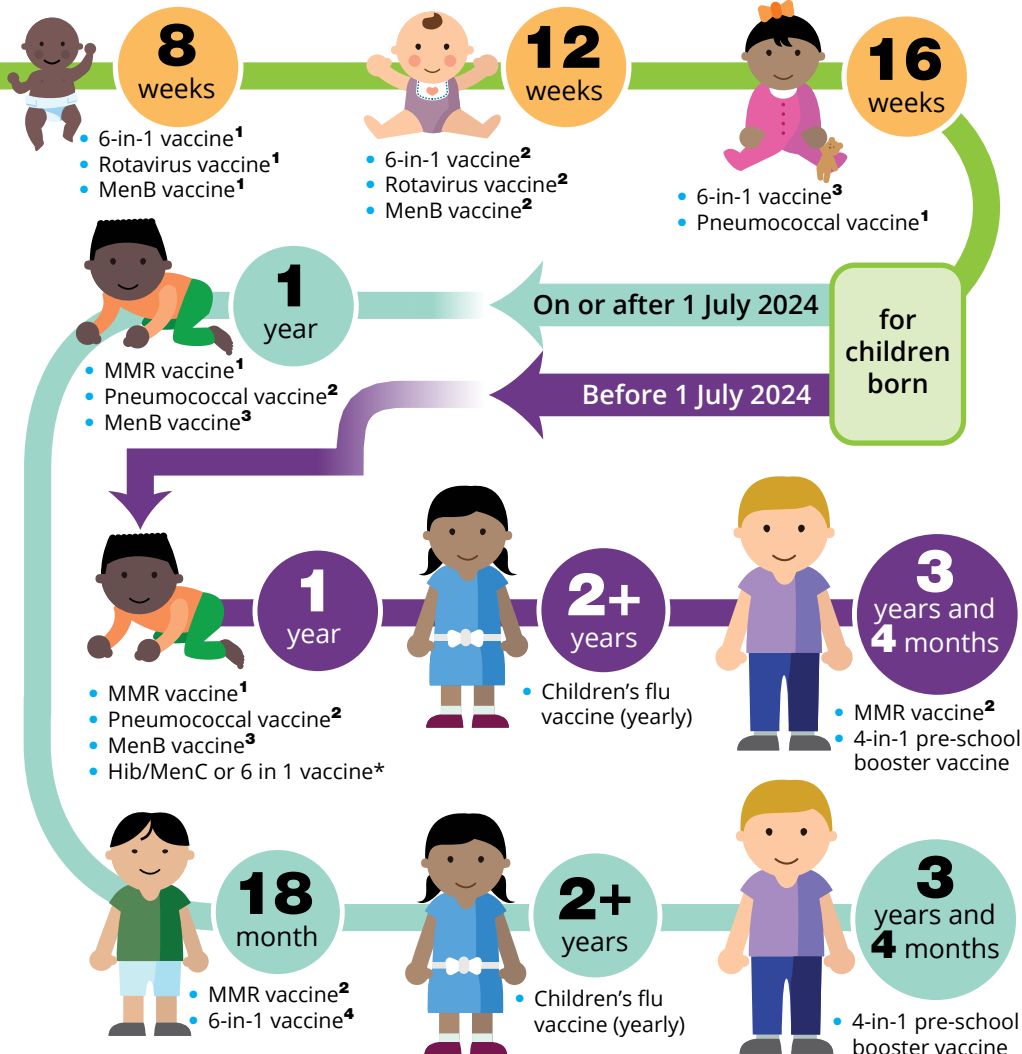 8
weeks
• 6-in-1 vaccine¹
• Rotavirus vaccine¹
• MenB vaccine¹
12
weeks
• 6-in-1 vaccine²
• Rotavirus vaccine²
• MenB vaccine²
16
weeks
• 6-in-1 vaccine³
• Pneumococcal vaccine¹
for
children
born
On or after 1 July 2024
1
year
• MMR vaccine¹
• Pneumococcal vaccine²
• MenB vaccine³
Before 1 July 2024
1
year
• MMR vaccine¹
• Pneumococcal vaccine²
• MenB vaccine³
• Hib/MenC or 6 in 1 vaccine*
2+
years
• Children’s flu
vaccine (yearly)
3
years and
4 months
• MMR vaccine²
• 4-in-1 pre-school
booster vaccine
18
month
• MMR vaccine²
• 6-in-1 vaccine⁴
2+
years
• Children’s flu
vaccine (yearly)
3
years and
4 months
• 4-in-1 pre-school
booster vaccine